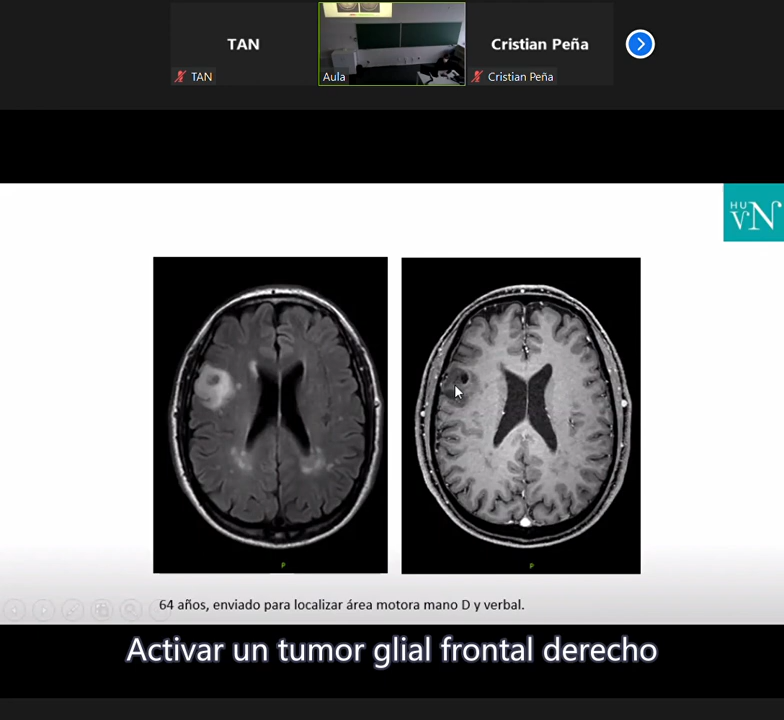 TAN
Cristian Peña
TAN
Aula
Cristian Peña
HU
VN
P
P
64 años, enviado para localizar área motora mano D y verbal.
Activar un tumor glial frontal derecho